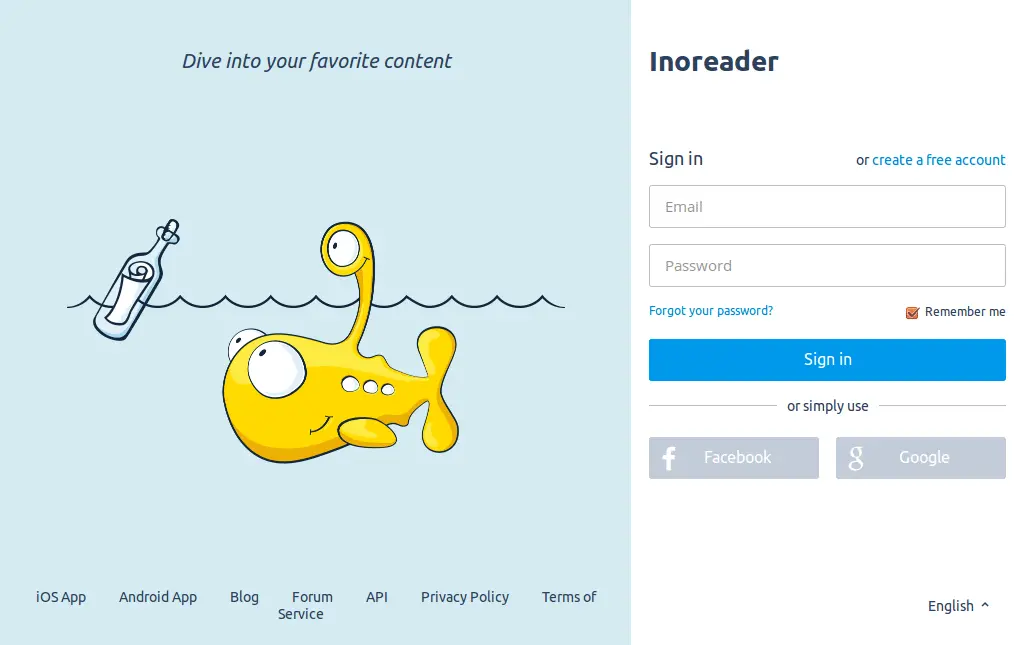 Dive into your favorite content
iOS App Android App Blog Forum API Privacy Policy Terms of
Service
Inoreader
Sign in or create a free account
Email
Password
Forgot your password? Remember me
Sign in
or simply use
Facebook Google
English